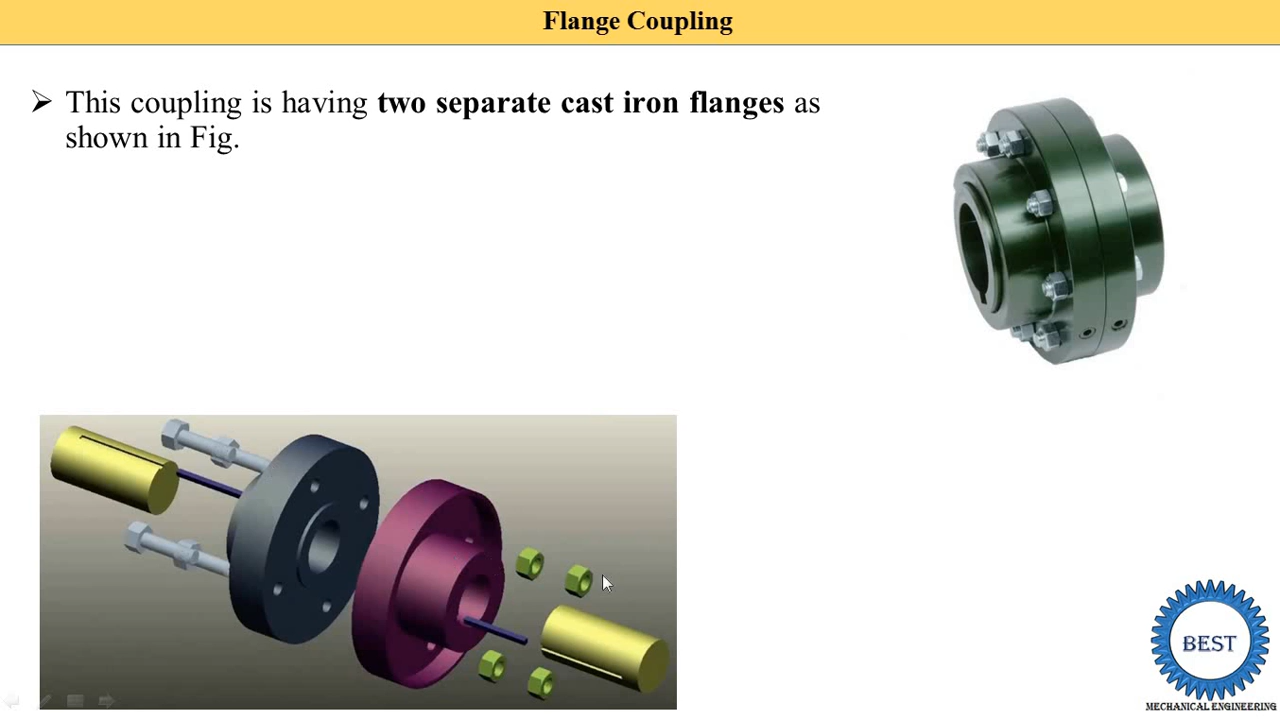 Flange Coupling
➢ This coupling is having two separate cast iron flanges as
shown in Fig.
BEST
MECHANICAL ENGINEERING